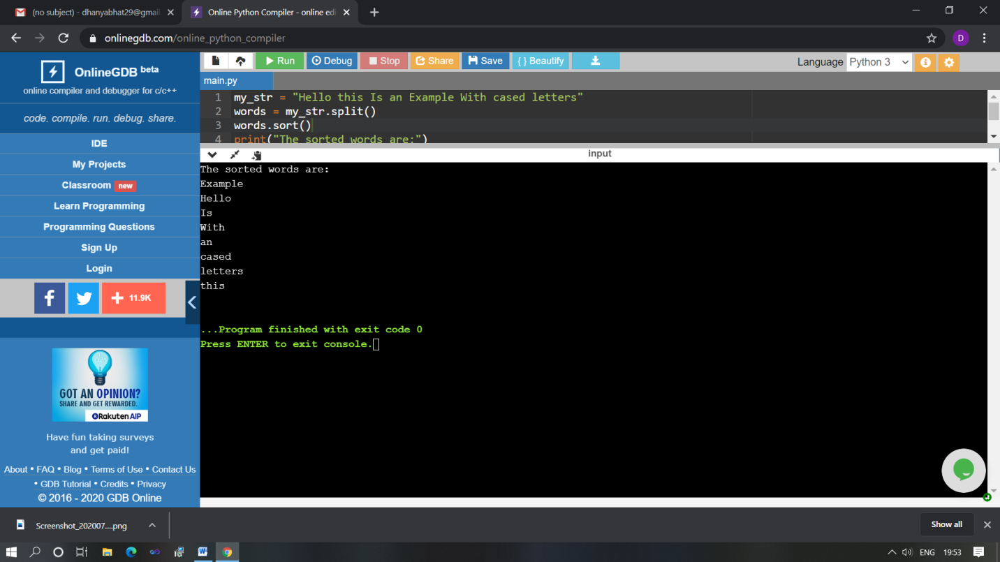 (no subject) - dhanyabhat29@gmail
Online Python Compiler - online edi
onlinegdb.com/online_python_compiler
D
OnlineGDB beta
online compiler and debugger for c/c++
code. compile. run. debug. share.
IDE
My Projects
Classroom new
Learn Programming
Programming Questions
Sign Up
Login
f
+ 11.9K
GOT AN OPINION?
SHARE AND GET REWARDED.
Rakuten AIP
Have fun taking surveys
and get paid!
About • FAQ • Blog • Terms of Use • Contact Us
• GDB Tutorial • Credits • Privacy
© 2016 - 2020 GDB Online
Run Debug Stop Share Save { } Beautify
Language Python 3
main.py
1 my_str = "Hello this Is an Example With cased letters"
2 words = my_str.split()
3 words.sort()
4 print("The sorted words are:")
input
The sorted words are:
Example
Hello
Is
With
an
cased
letters
this
...Program finished with exit code 0
Press ENTER to exit console.
Screenshot_202007....png
Show all
ENG 19:53